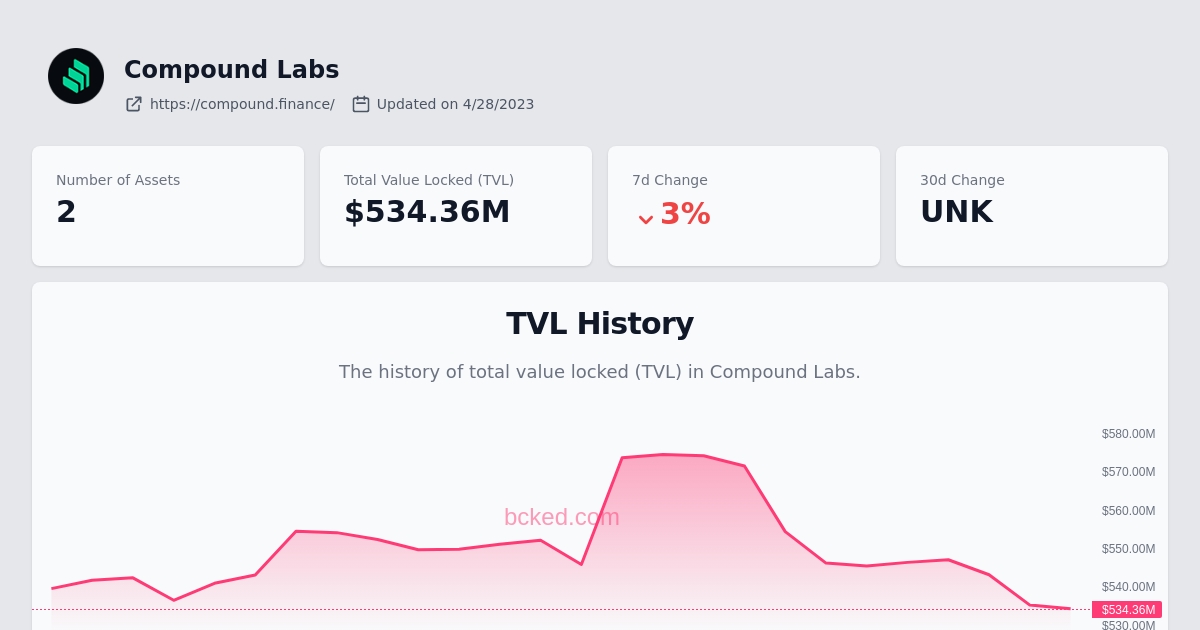 Compound Labs
https://compound.finance/ Updated on 4/28/2023
Number of Assets
2
Total Value Locked (TVL)
$534.36M
7d Change
3%
30d Change
UNK
TVL History
The history of total value locked (TVL) in Compound Labs.
$580.00M
$570.00M
bcked.com
$560.00M
$550.00M
$540.00M
$534.36M
$530.00M